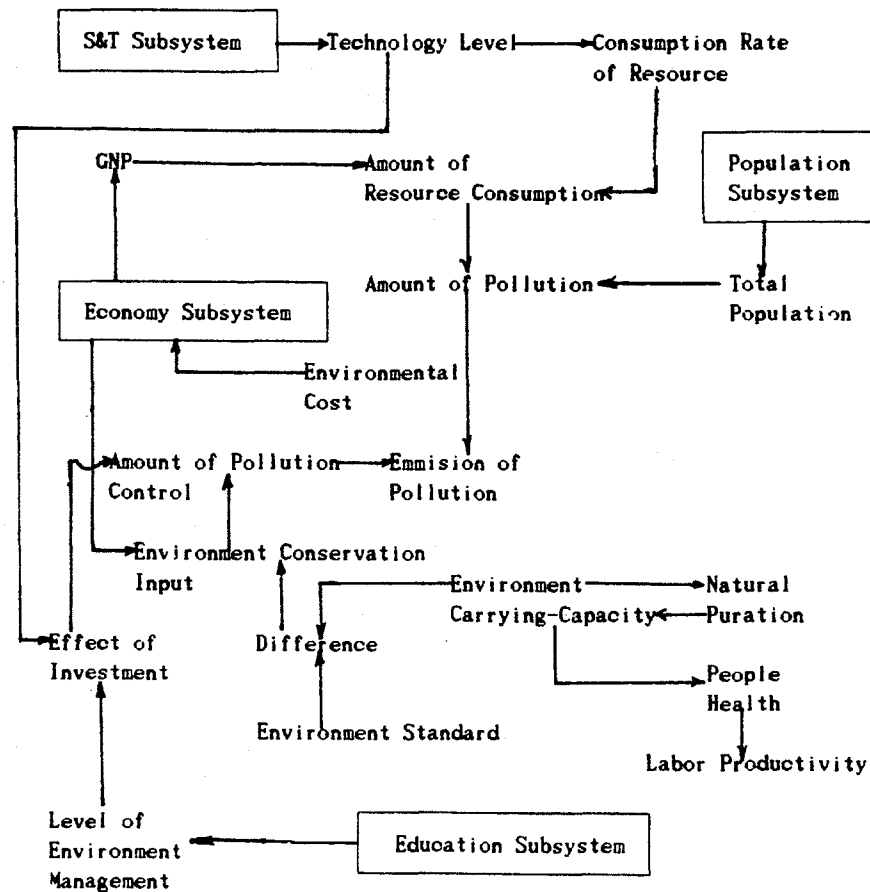 S&T Subsystem
Technology Level
Consumption Rate
of Resource
GNP
Amount of
Resource Consumption
Population
Subsystem
Amount of Pollution
Total
Population
Economy Subsystem
Environmental
Cost
Amount of Pollution
Control
Emmision of
Pollution
Environment Conservation
Input
Environment
Carrying-Capacity
Natural
Puration
Effect of
Investment
Difference
People
Health
Environment Standard
Labor Productivity
Level of
Environment
Management
Education Subsystem